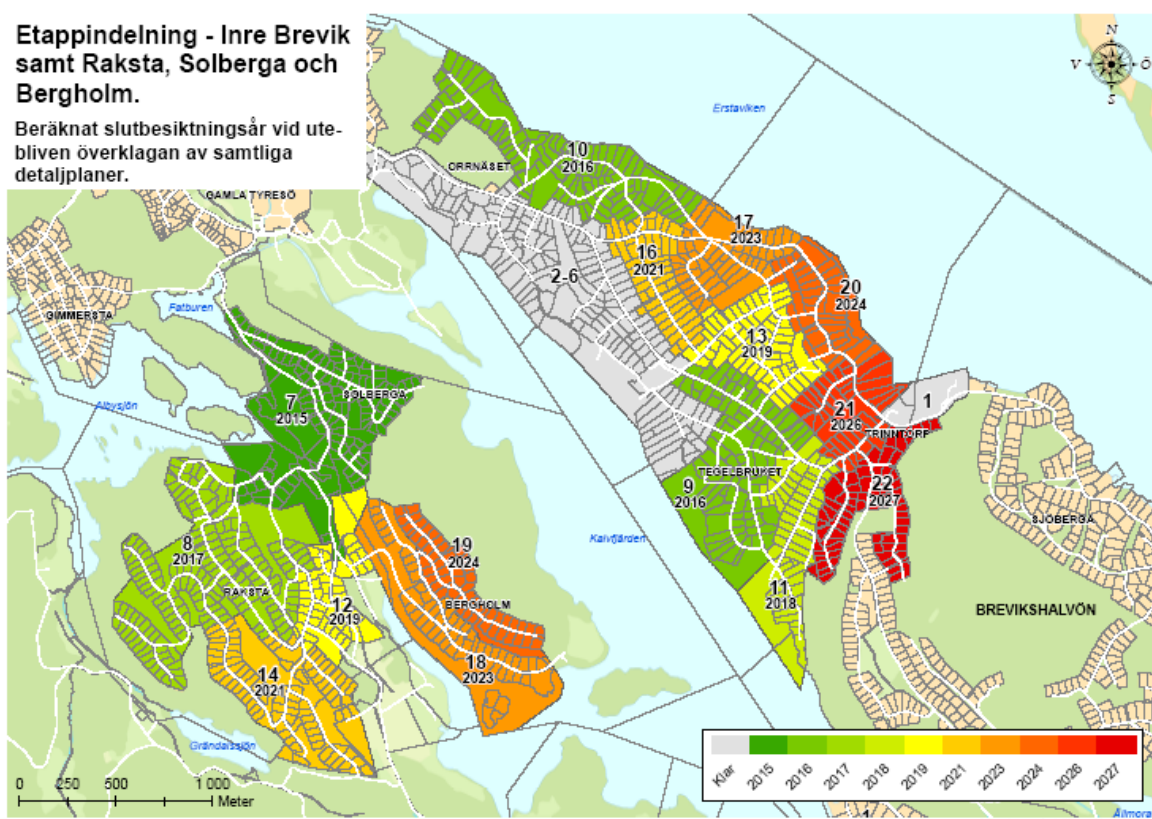 Etappindelning - Inre Brevik
samt Raksta, Solberga och
Bergholm.
Beräknat slutbesiktningsår vid ute-
bliven överklagan av samtliga
detaljplaner.
N
V
Ö
S
Erstaviken
10
2016
ORRNÄSET
GAMLA TYRESÖ
17
2023
16
2021
2-6
20
2024
Fatburen
GIMMERSTA
13
2019
7
2015
SOLBERGA
Albysjön
1
21
2026
TRINNTORP
TEGELBRUKET
9
2016
22
2027
SJÖBERGA
Kalvfjärden
8
2017
19
2024
RAKSTA
12
2019
BERGHOLM
11
2018
BREVIKSHALVÖN
18
2023
14
2021
Grändalssjön
0 250 500 1 000
Meter
Klar 2015 2016 2017 2018 2019 2021 2023 2024 2026 2027